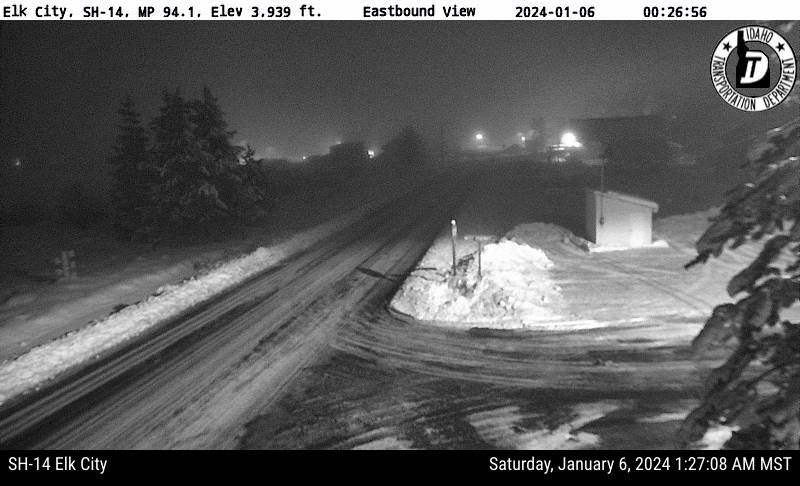 Elk City, SH-14, MP 94.1, Elev 3,939 ft. Eastbound View 2024-01-06 00:26:56
IDAHO
TRANSPORTATION DEPARTMENT
SH-14 Elk City Saturday, January 6, 2024 1:27:08 AM MST